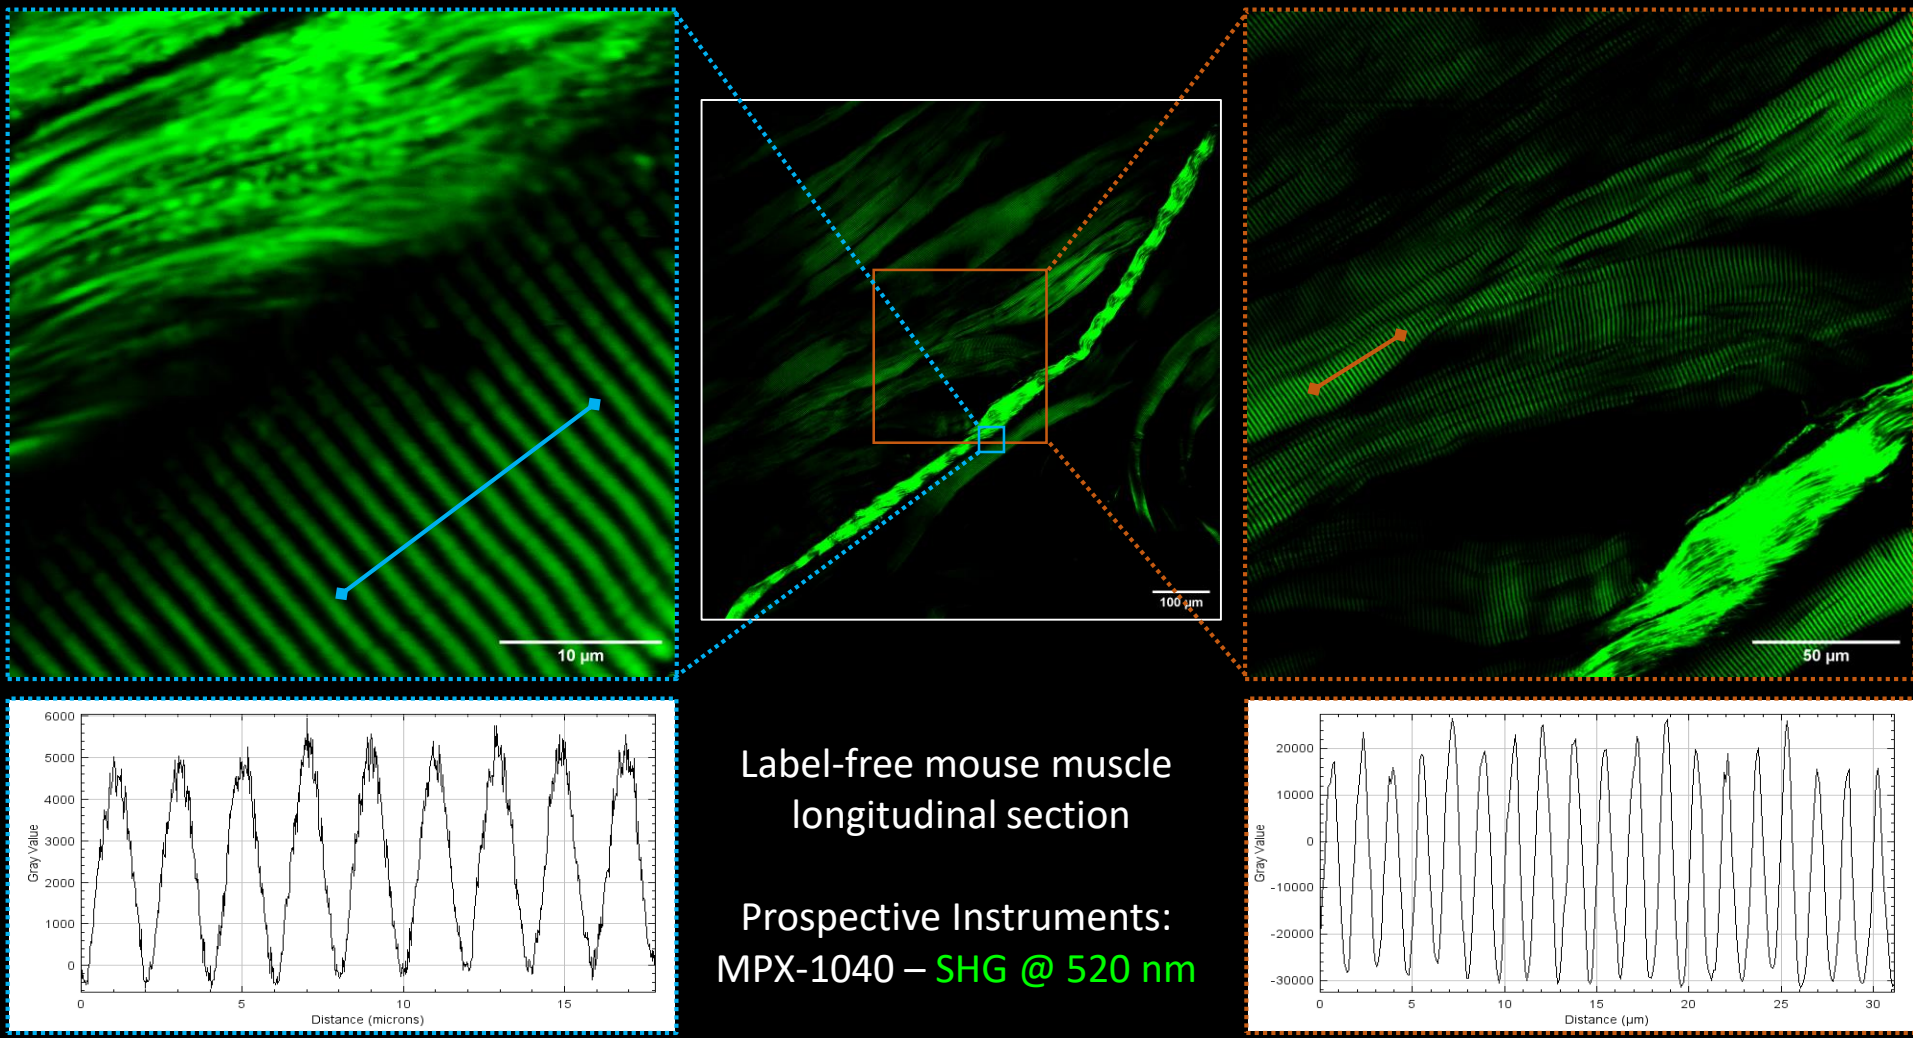 10 µm
100 µm
50 µm
6000
5000
4000
3000
2000
1000
0
Gray Value
0
5
10
15
Distance (microns)
Label-free mouse muscle
longitudinal section
Prospective Instruments:
MPX-1040 – SHG @ 520 nm
20000
10000
0
-10000
-20000
-30000
Gray Value
0
5
10
15
20
25
30
Distance (µm)